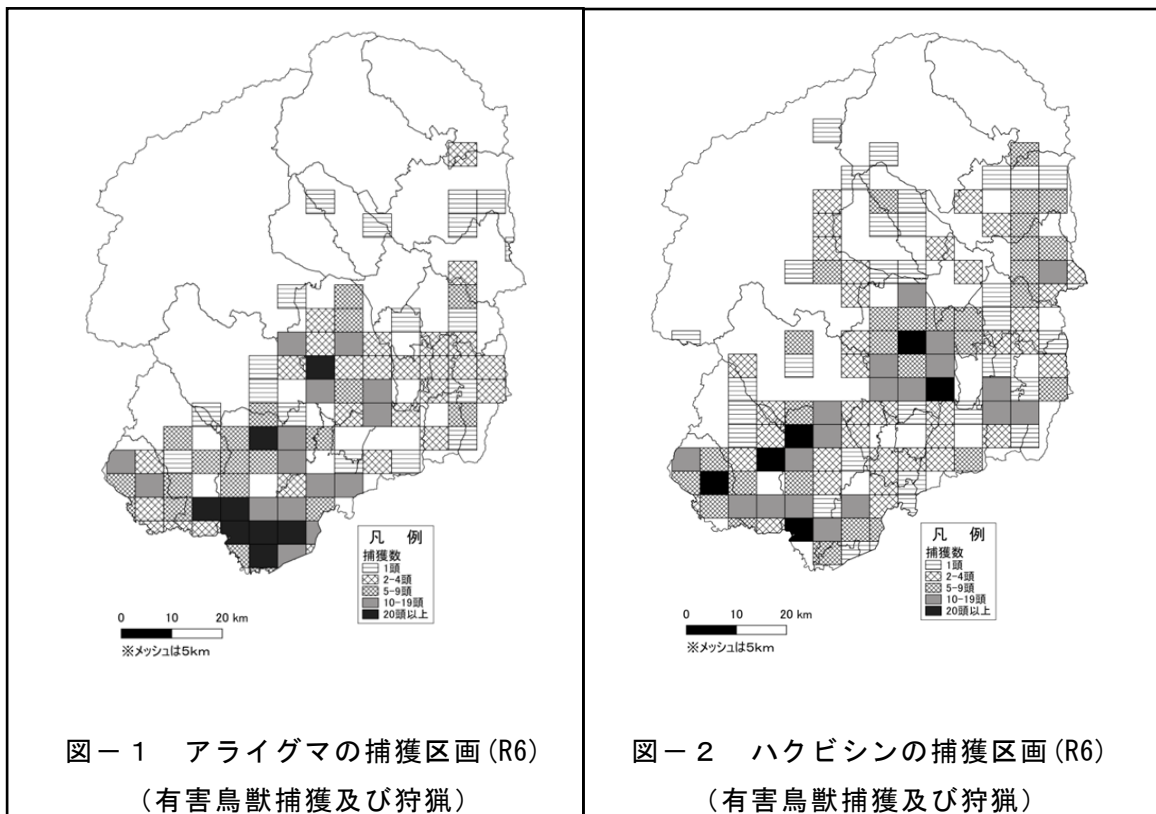 凡 例
捕獲数
1頭
2-4頭
5-9頭
10-19頭
20頭以上
0 10 20 km
※メッシュは5km
図－１ アライグマの捕獲区画(R6)
（有害鳥獣捕獲及び狩猟）
凡 例
捕獲数
1頭
2-4頭
5-9頭
10-19頭
20頭以上
0 10 20 km
※メッシュは5km
図－２ ハクビシンの捕獲区画(R6)
（有害鳥獣捕獲及び狩猟）